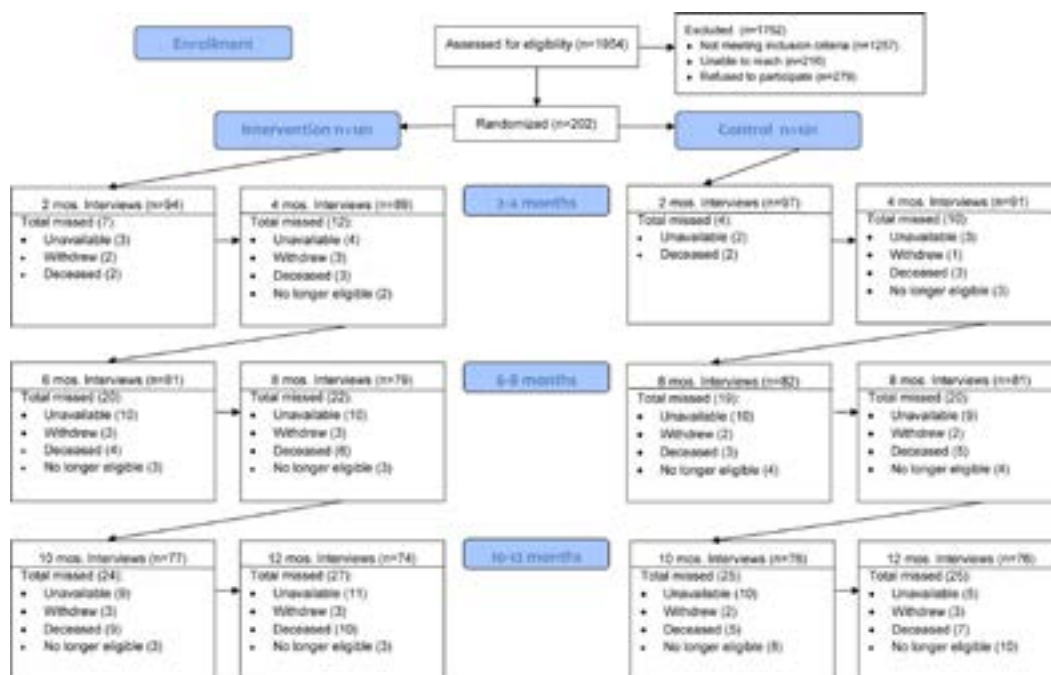 Enrollment
Assessed for eligibility (n=1954)
Excluded (n=1752)
• Not meeting inclusion criteria (n=1257)
• Unable to reach
• Refused to participate (n=279)
Randomized (n=202)
Intervention
Control
2-4 months
2 mos. Interviews (n=94)
Total missed (7):
• Unavailable (3)
• Withdrew (2)
• Deceased (2)
4 mos. Interviews (n=89)
Total missed (12):
• Unavailable (4)
• Withdrew (3)
• Deceased (3)
• No longer eligible (2)
2 mos. Interviews (n=97)
Total missed (4):
• Unavailable (2)
• Deceased (2)
4 mos. Interviews (n=91)
Total missed (10):
• Unavailable (3)
• Withdrew (1)
• Deceased (3)
• No longer eligible (3)
6-8 months
6 mos. Interviews (n=81)
Total missed (20):
• Unavailable (10)
• Withdrew (3)
• Deceased (4)
• No longer eligible (3)
8 mos. Interviews (n=79)
Total missed (22):
• Unavailable (10)
• Withdrew (3)
• Deceased (6)
• No longer eligible (3)
mos. Interviews (n=82)
Total missed (19):
• Unavailable (10)
• Withdrew (2)
• Deceased (3)
• No longer eligible (4)
8 mos. Interviews (n=81)
Total missed (20):
• Unavailable (9)
• Withdrew (2)
• Deceased (5)
• No longer eligible (4)
10-12 months
10 mos. Interviews (n=77)
Total missed (24):
• Unavailable (9)
• Withdrew (3)
• Deceased (9)
• No longer eligible (3)
12 mos. Interviews (n=74)
Total missed (27):
• Unavailable (11)
• Withdrew (3)
• Deceased (10)
• No longer eligible (3)
10 mos. Interviews (n=76)
Total missed (25):
• Unavailable (10)
• Withdrew (2)
• Deceased (5)
• No longer eligible (8)
12 mos. Interviews (n=76)
Total missed (25):
• Unavailable (5)
• Withdrew (3)
• Deceased (7)
• No longer eligible (10)